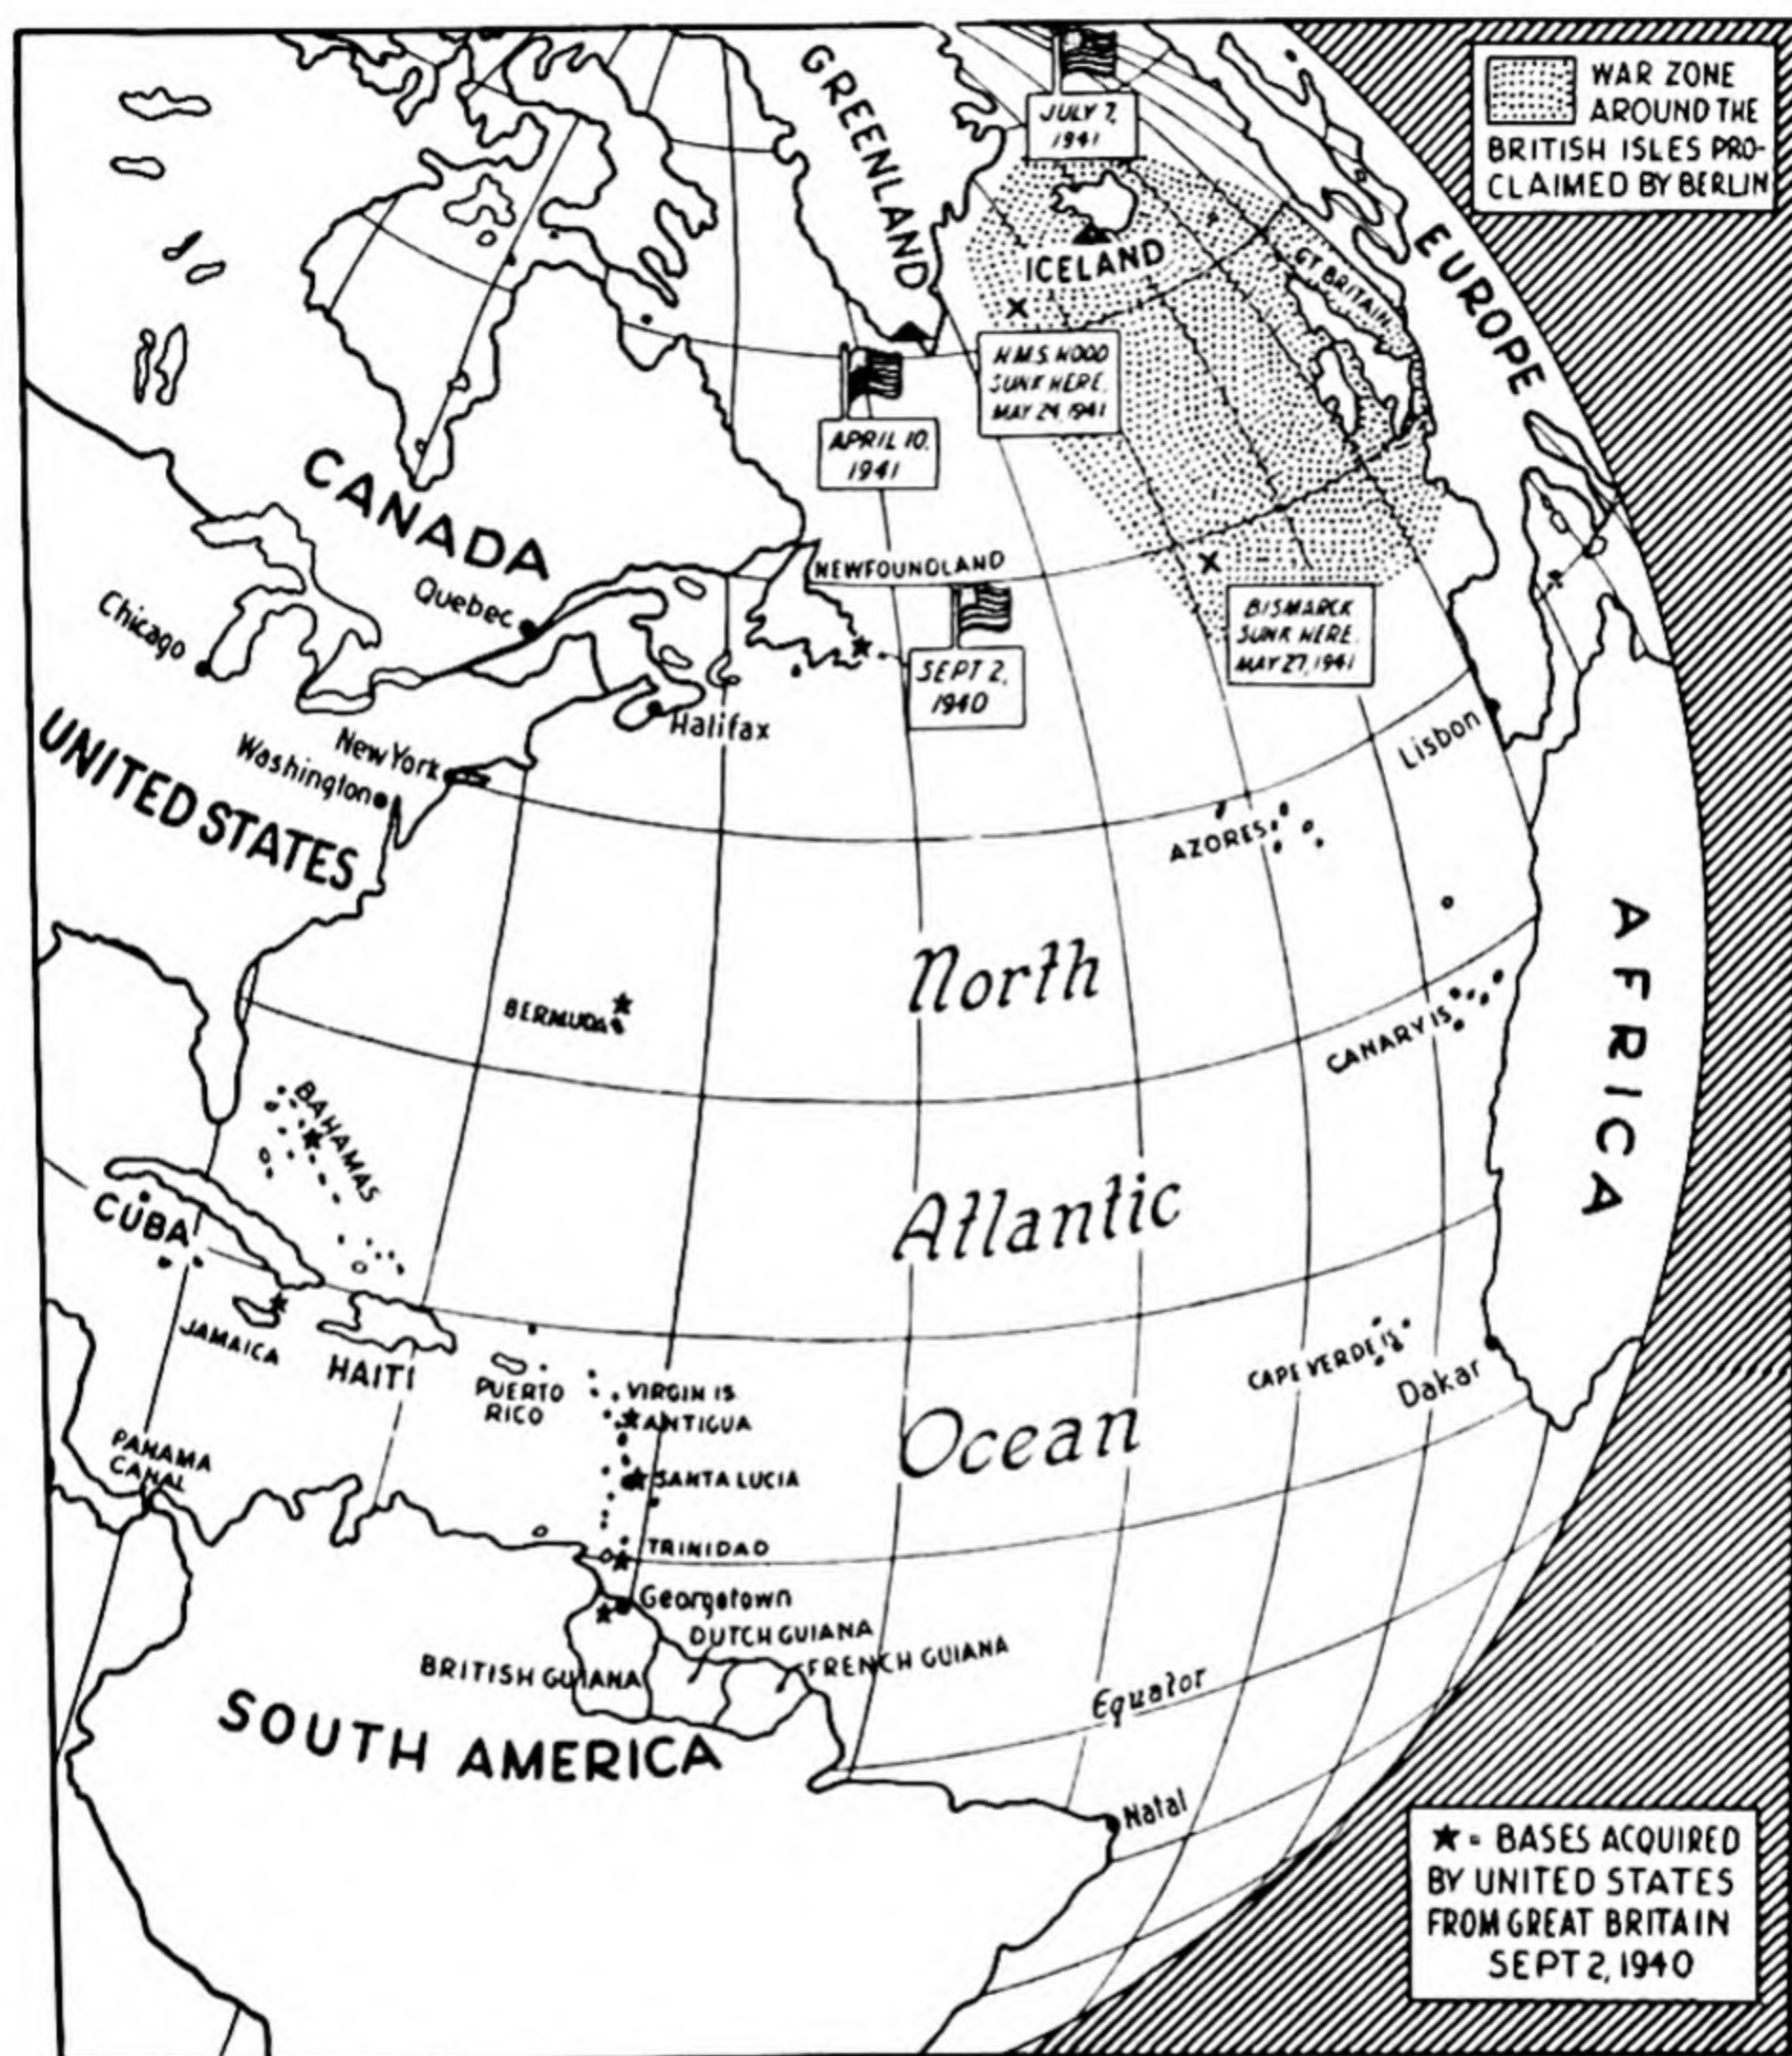 GREENLAND
JULY 7,
1941
WAR ZONE
AROUND THE
BRITISH ISLES PRO-
CLAIMED BY BERLIN
ICELAND
GT BRITAIN
EUROPE
H.M.S. HOOD
SUNK HERE.
MAY 24, 1941
APRIL 10.
1941
CANADA
NEWFOUNDLAND
Quebec
Chicago
BISMARCK
SUNK HERE.
MAY 27, 1941
SEPT 2,
1940
Halifax
New York
Washington
UNITED STATES
Lisbon
AZORES
AFRICA
North
BERMUDA
CANARY IS
BAHAMAS
Atlantic
CUBA
JAMAICA
HAITI
PUERTO
RICO
VIRGIN IS
ANTIGUA
CAPE VERDE IS
Dakar
Ocean
PANAMA
CANAL
SANTA LUCIA
TRINIDAD
Georgetown
DUTCH GUIANA
BRITISH GUIANA
FRENCH GUIANA
Equator
SOUTH AMERICA
Natal
★ = BASES ACQUIRED
BY UNITED STATES
FROM GREAT BRITAIN
SEPT 2, 1940